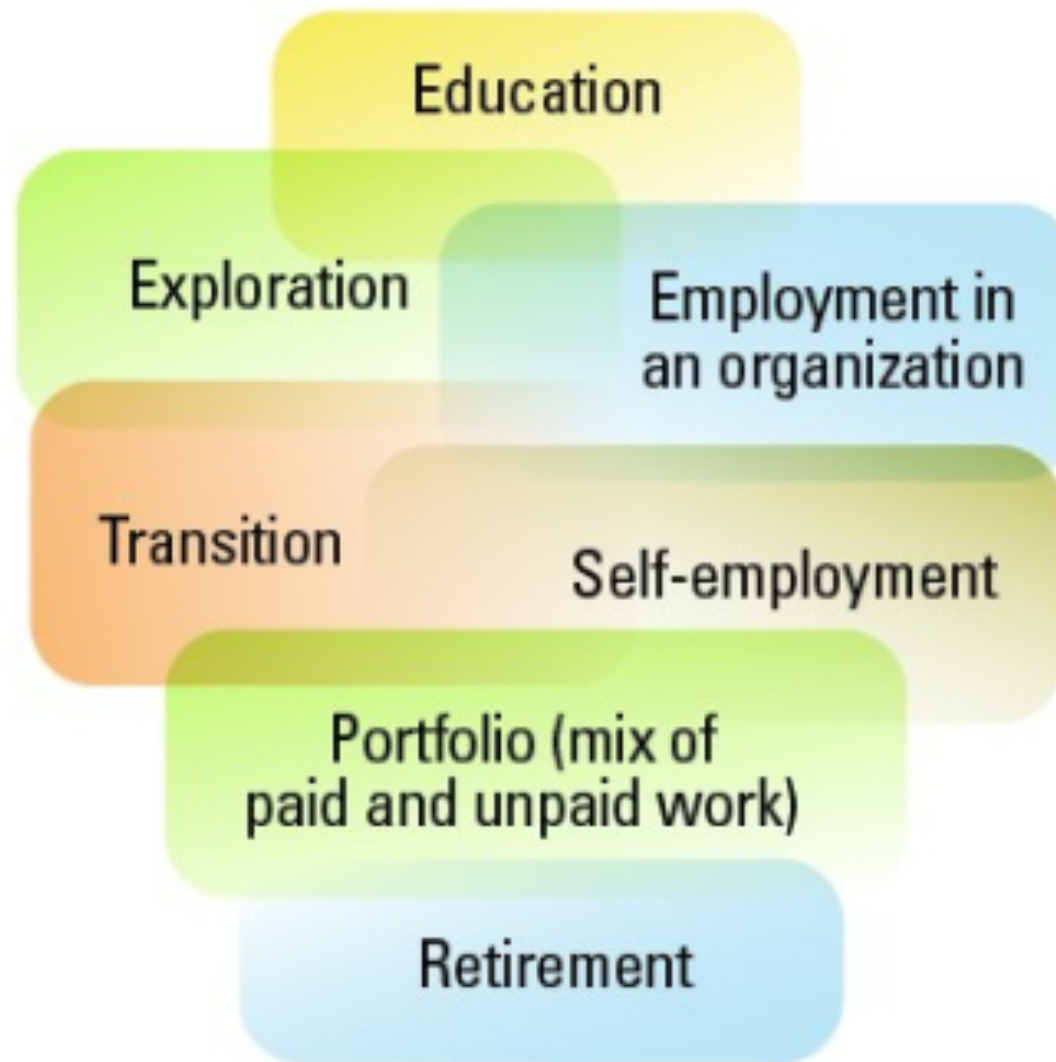 Education
Exploration
Employment in
an organization
Transition
Self-employment
Portfolio (mix of
paid and unpaid work)
Retirement